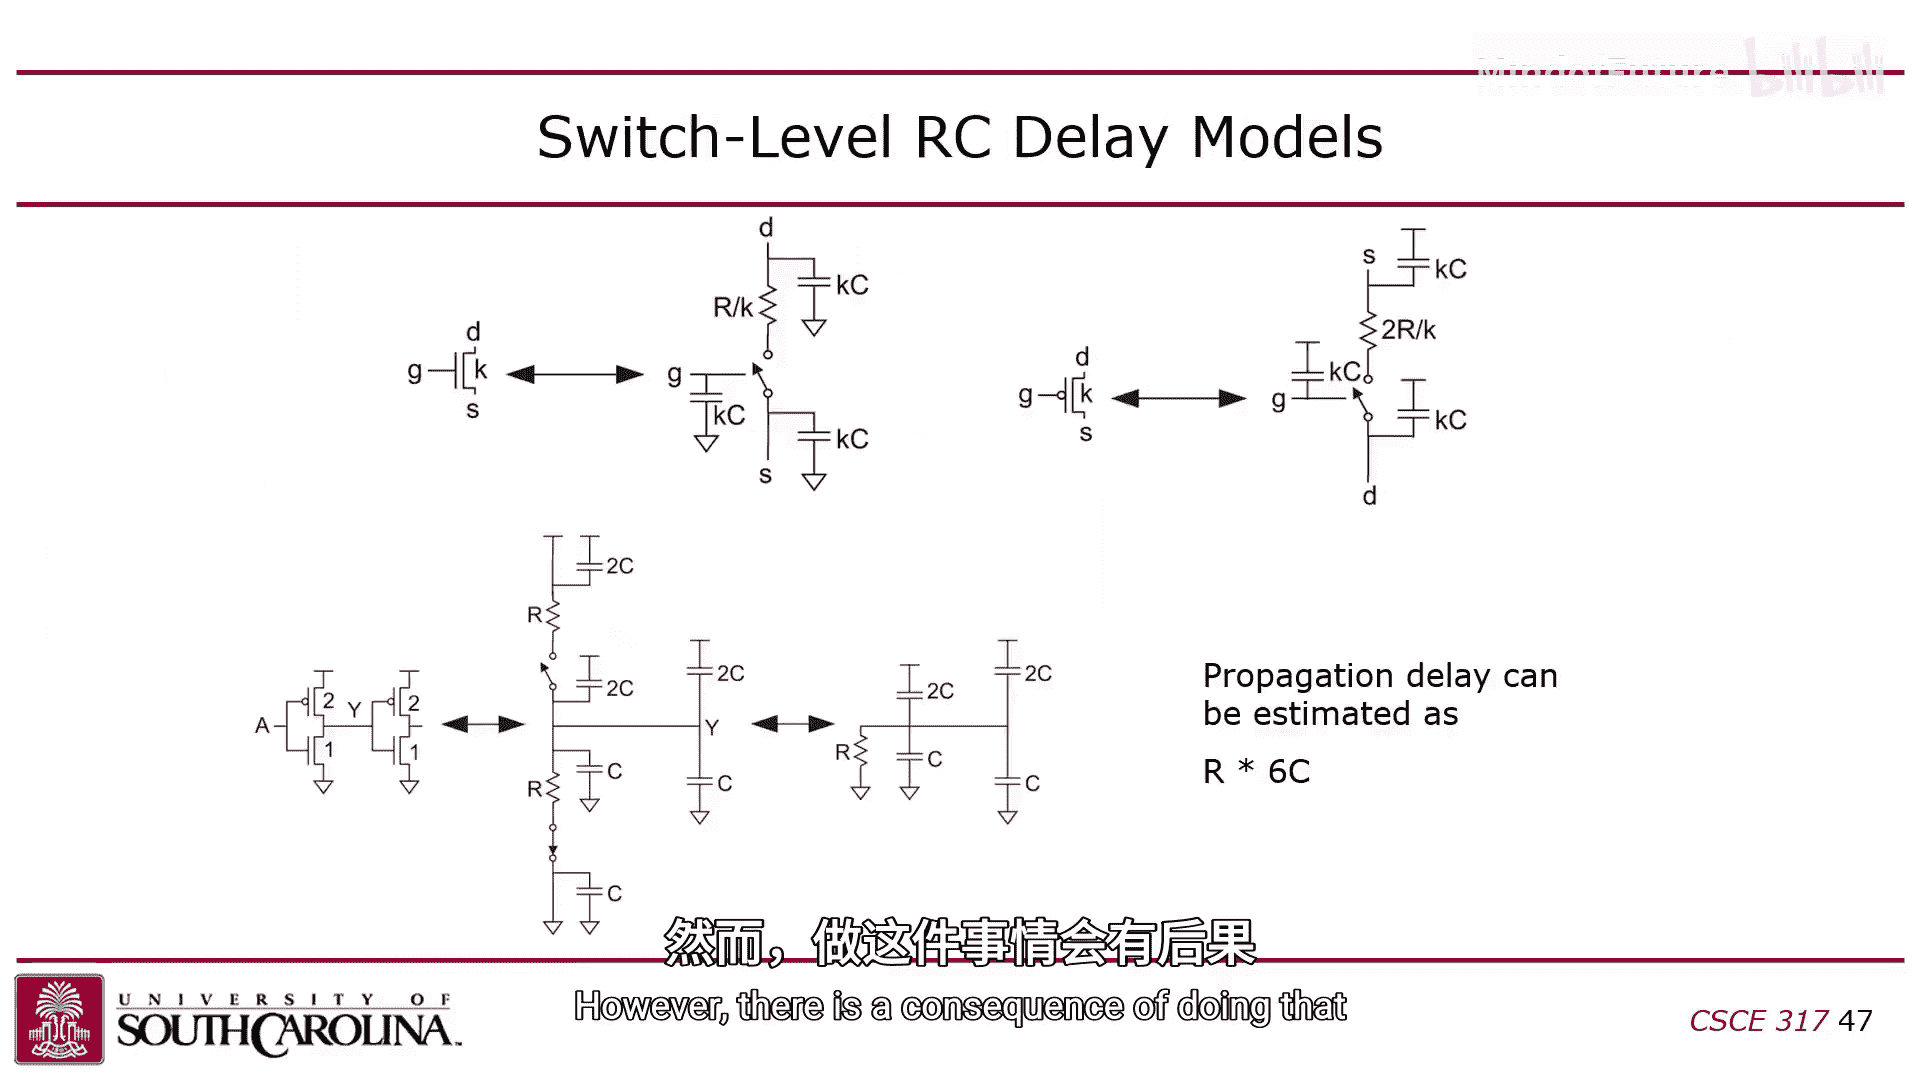 Switch-Level RC Delay Models
bilibili
d
g
k
s
d
kC
R/k
g
kC
kC
s
d
g
k
s
s
kC
2R/k
kC
g
kC
d
A
2
1
Y
2
1
2C
R
2C
2C
Y
C
R
C
C
2C
2C
R
C
C
Propagation delay can
be estimated as
R * 6C
然而，做这件事情会有后果
However, there is a consequence of doing that
UNIVERSITY OF
SOUTH CAROLINA
CSCE 317 47